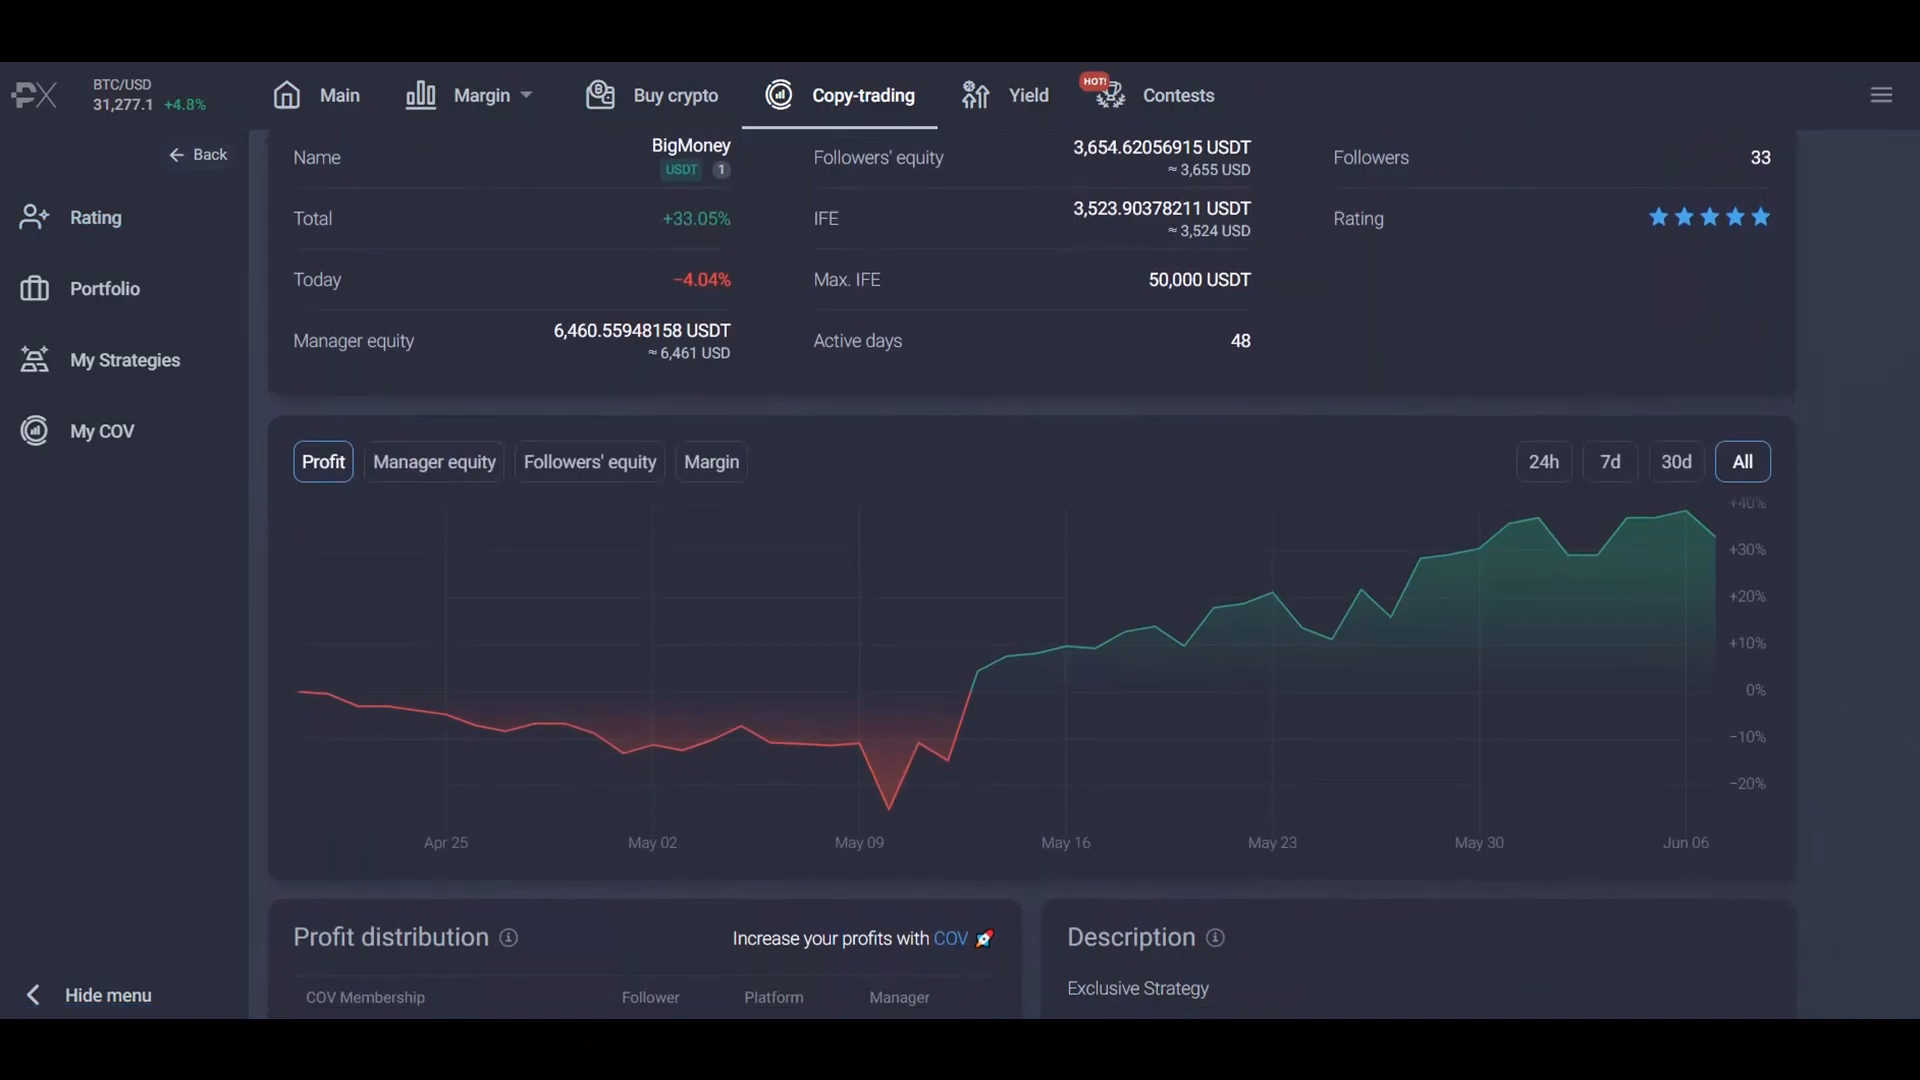 PX
BTC/USD
31,277.1 +4.8%
Main
Margin
Buy crypto
Copy-trading
Yield
HOT!
Contests
Back
Rating
Portfolio
My Strategies
My COV
Hide menu
Name
BigMoney
USDT 1
Total
+33.05%
Today
−4.04%
Manager equity
6,460.55948158 USDT
≈ 6,461 USD
Followers' equity
3,654.62056915 USDT
≈ 3,655 USD
IFE
3,523.90378211 USDT
≈ 3,524 USD
Max. IFE
50,000 USDT
Active days
48
Followers
33
Rating
Profit
Manager equity
Followers' equity
Margin
24h
7d
30d
All
+40%
+30%
+20%
+10%
0%
−10%
−20%
Apr 25
May 02
May 09
May 16
May 23
May 30
Jun 06
Profit distribution
Increase your profits with COV 🚀
COV Membership
Follower
Platform
Manager
Description
Exclusive Strategy